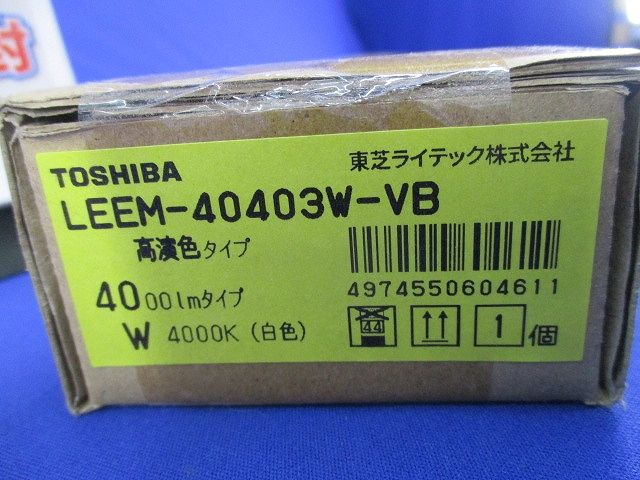 東芝ライテック株式会社
TOSHIBA
LEEM-40403W-VB
高演色タイプ
4000lmタイプ
W 4000K (白色)
4974550604611
44
1個